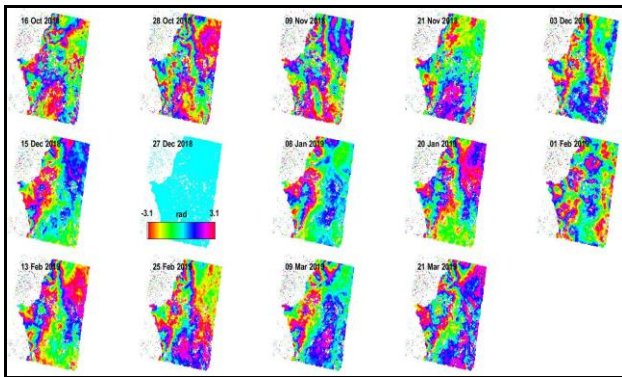 16 Oct 2018
28 Oct 2018
09 Nov 2018
21 Nov 2018
03 Dec 2018
15 Dec 2018
27 Dec 2018
08 Jan 2019
20 Jan 2019
01 Feb 2019
-3.1 rad 3.1
13 Feb 2019
25 Feb 2019
09 Mar 2019
21 Mar 2019